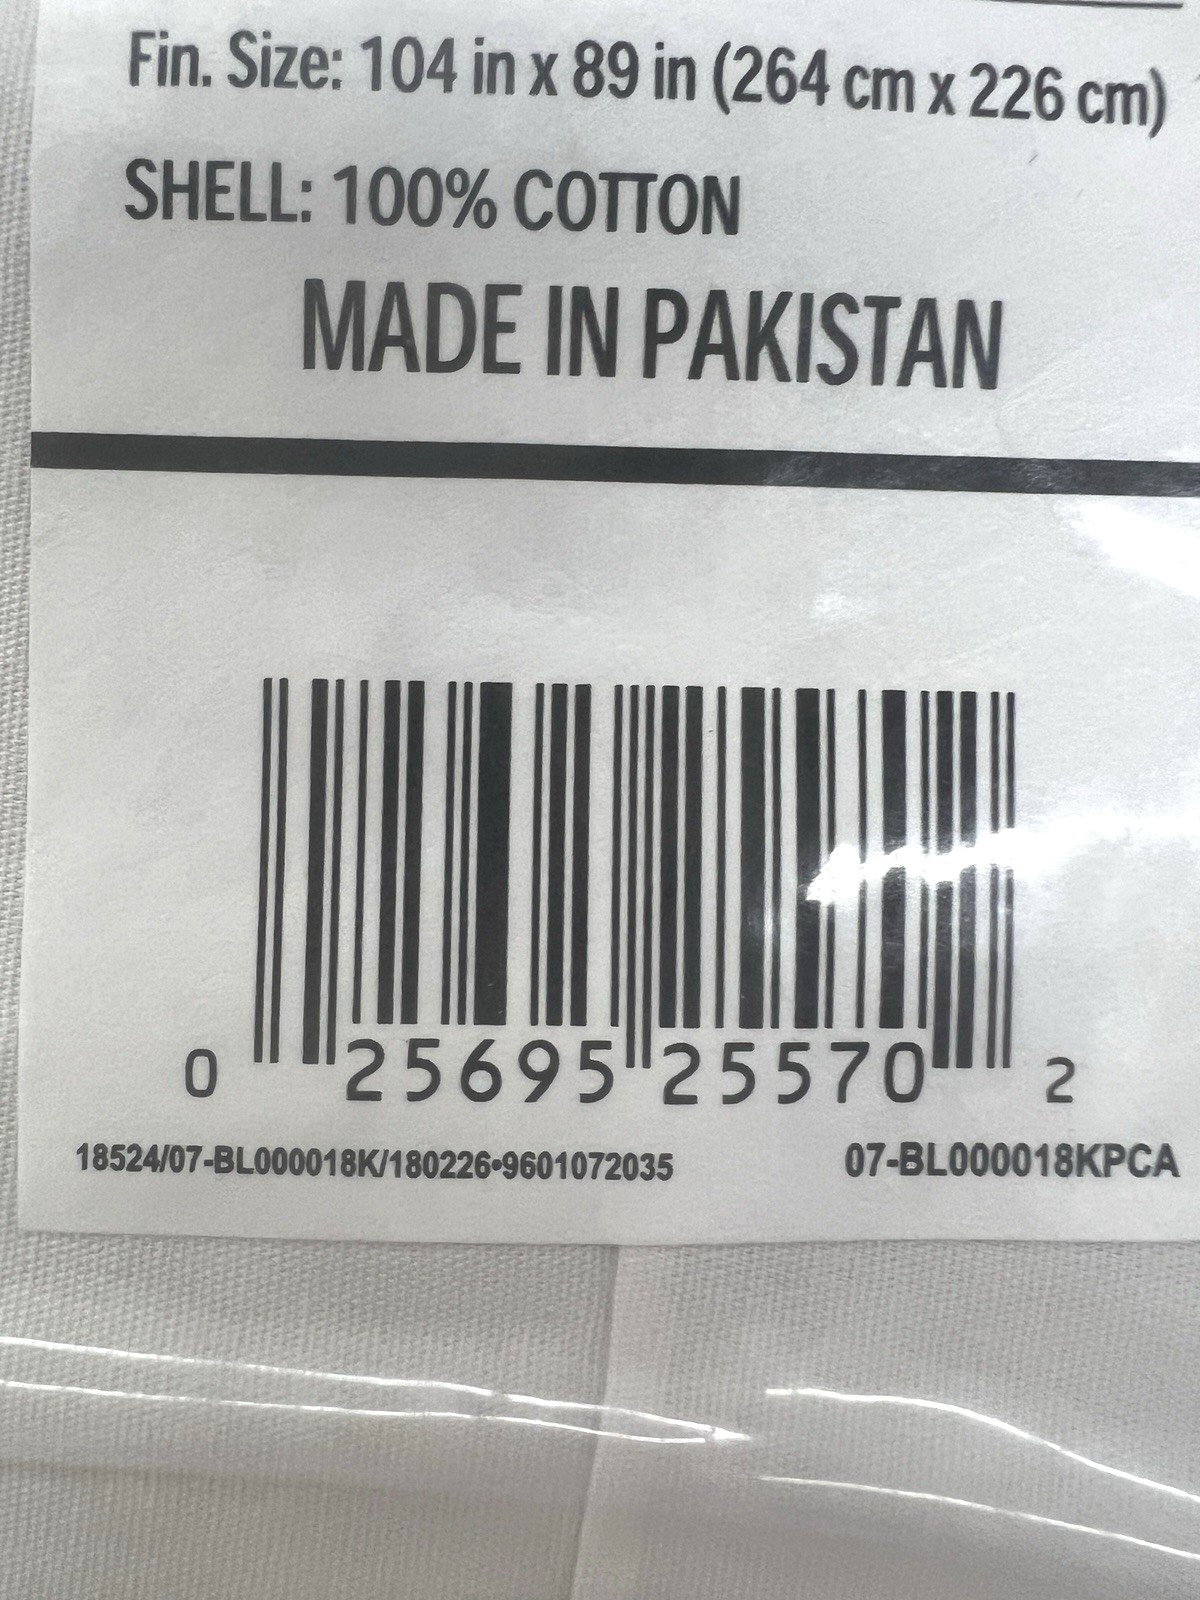 Fin. Size: 104 in x 89 in (264 cm x 226 cm)
SHELL: 100% COTTON
MADE IN PAKISTAN
0 25695 25570 2
18524/07-BL000018K/180226•9601072035 07-BL000018KPCA